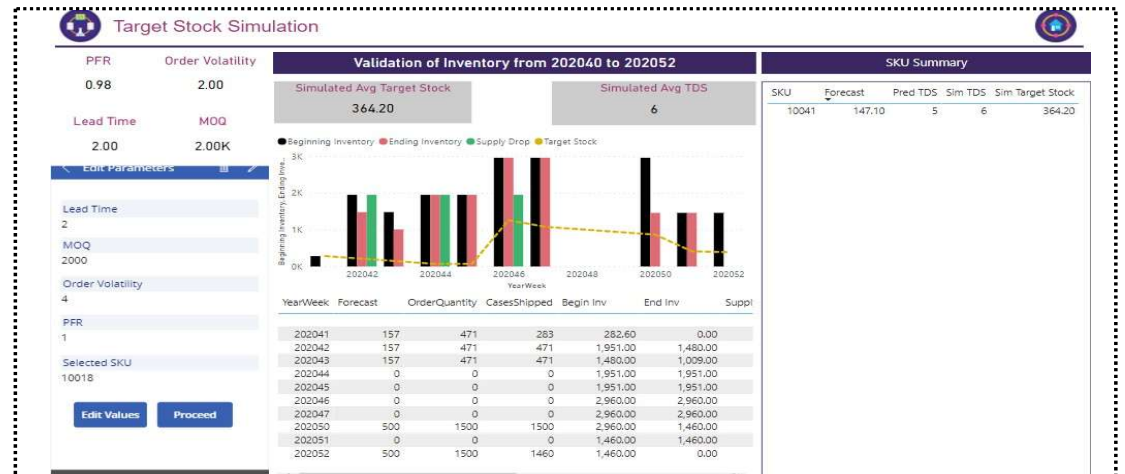 Target Stock Simulation
PFR Order Volatility
0.98 2.00
Lead Time MOQ
2.00 2.00K
Edit Parameters
Lead Time
2
MOQ
2000
Order Volatility
4
PFR
1
Selected SKU
10018
Edit Values Proceed
Validation of Inventory from 202040 to 202052
Simulated Avg Target Stock Simulated Avg TDS
364.20 6
Beginning Inventory Ending Inventory Supply Drop Target Stock
Beginning Inventory, Ending Inve...
3K
2K
1K
0K
202042 202044 202046 202048 202050 202052
YearWeek
YearWeek Forecast OrderQuantity CasesShipped Begin Inv End Inv Suppl
202041 157 471 283 282.60 0.00
202042 157 471 471 1,951.00 1,480.00
202043 157 471 471 1,480.00 1,009.00
202044 0 0 0 1,951.00 1,951.00
202045 0 0 0 1,951.00 1,951.00
202046 0 0 0 2,960.00 2,960.00
202047 0 0 0 2,960.00 2,960.00
202050 500 1500 1500 2,960.00 1,460.00
202051 0 0 0 1,460.00 1,460.00
202052 500 1500 1460 1,460.00 0.00
SKU Summary
SKU Forecast Pred TDS Sim TDS Sim Target Stock
10041 147.10 5 6 364.20